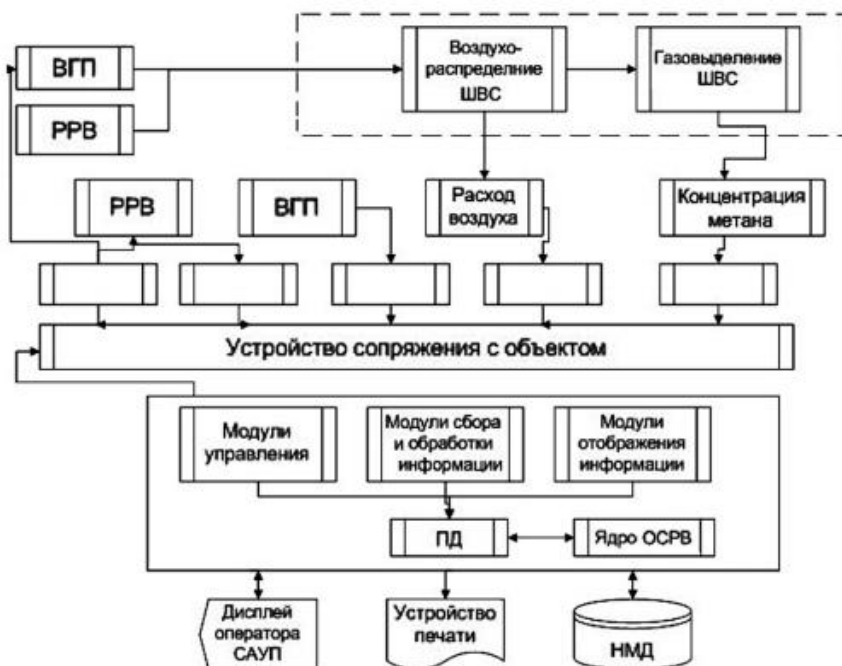 ВГП
Воздухо-
распределние
ШВС
Газовыделение
ШВС
РРВ
РРВ
ВГП
Расход
воздуха
Концентрация
метана
Устройство сопряжения с объектом
Модули
управления
Модули сбора
и обработки
информации
Модули
отображения
информации
ПД
Ядро ОСРВ
Дисплей
оператора
САУП
Устройство
печати
НМД